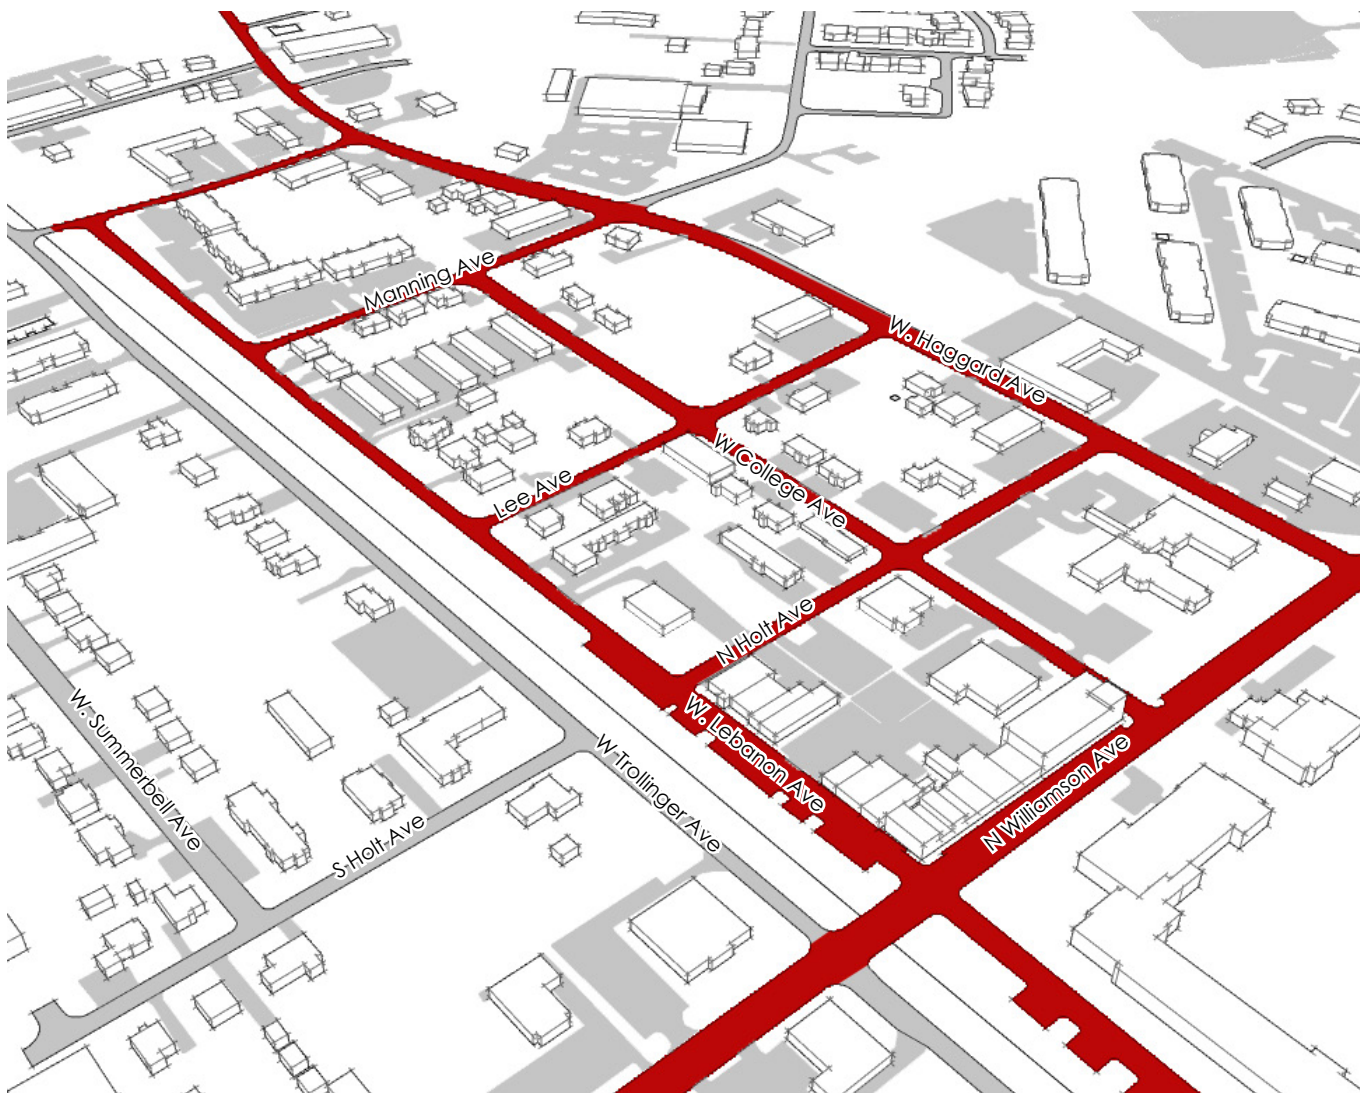 Manning Ave
W. Haggard Ave
W College Ave
Lee Ave
N Holt Ave
W. Lebanon Ave
W Trollinger Ave
N Williamson Ave
W. Summerbell Ave
S Holt Ave